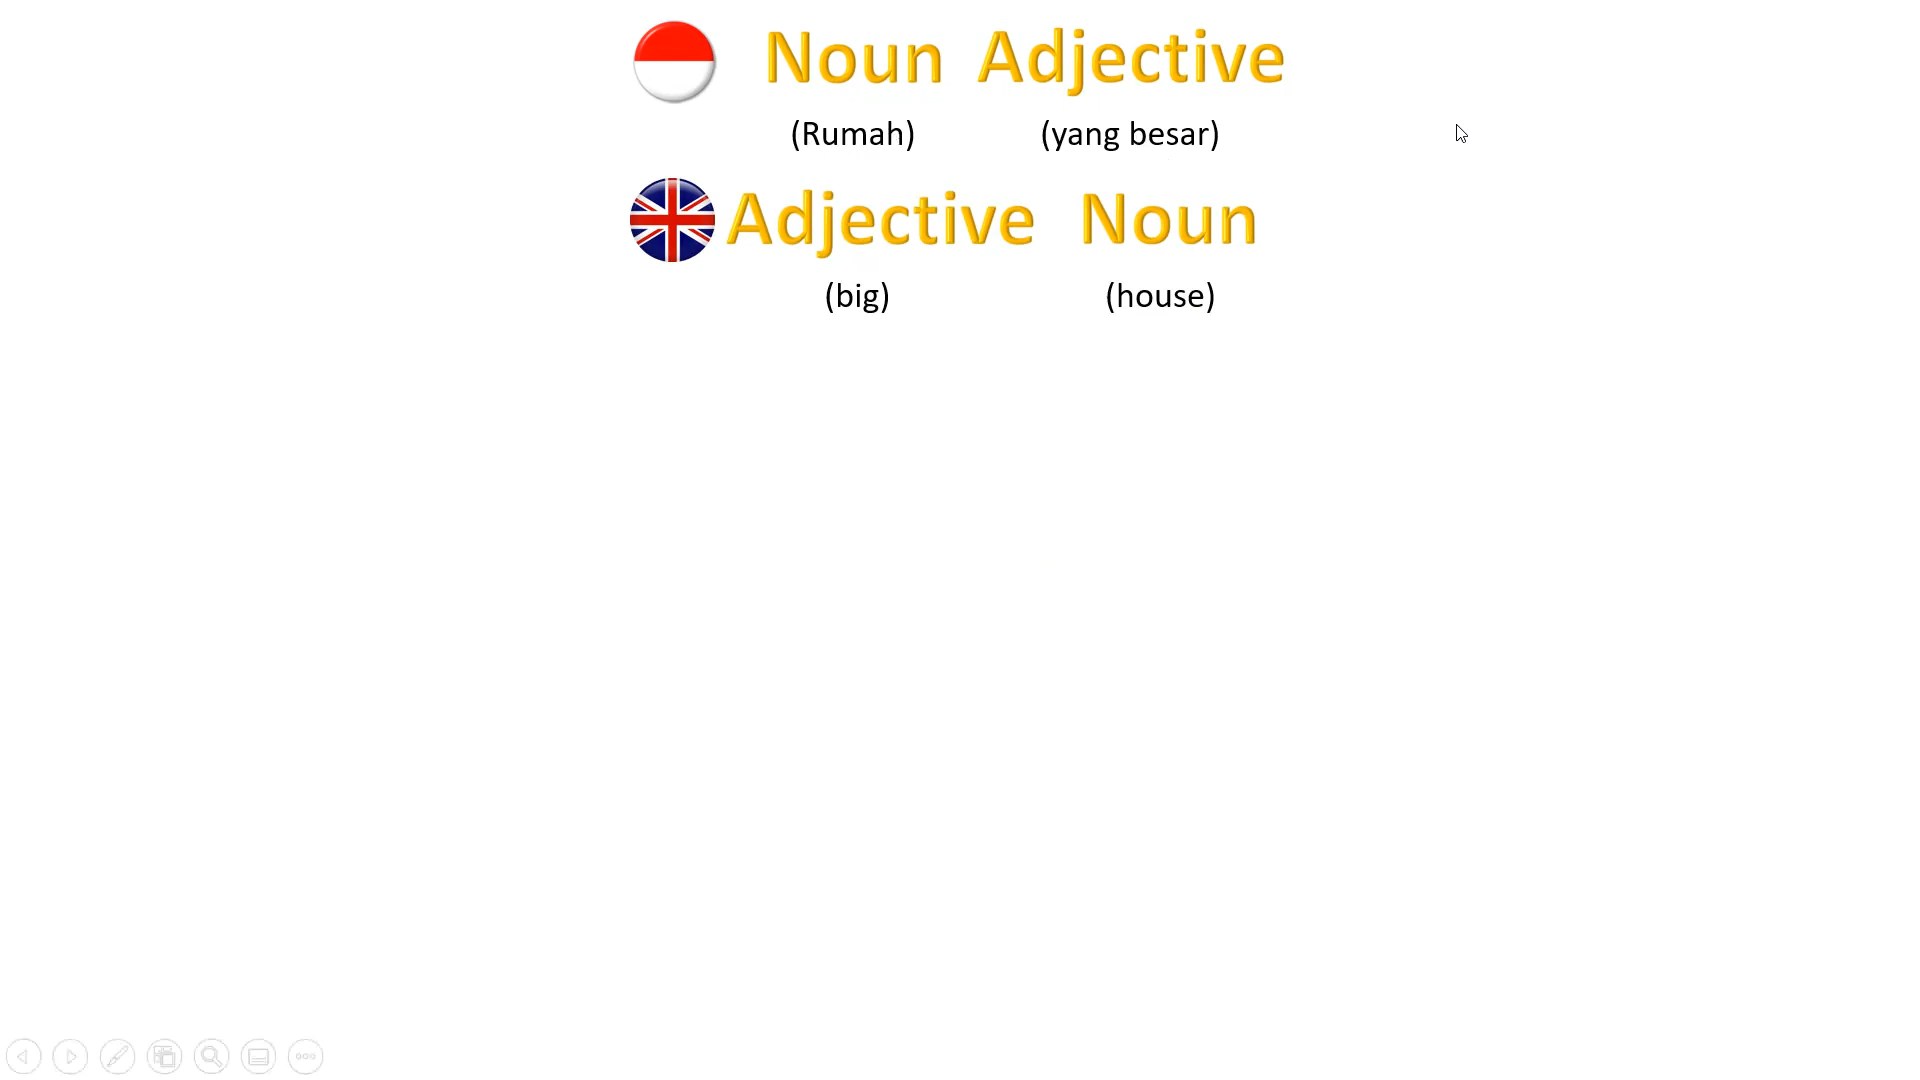 Noun Adjective
(Rumah) (yang besar)
Adjective Noun
(big) (house)